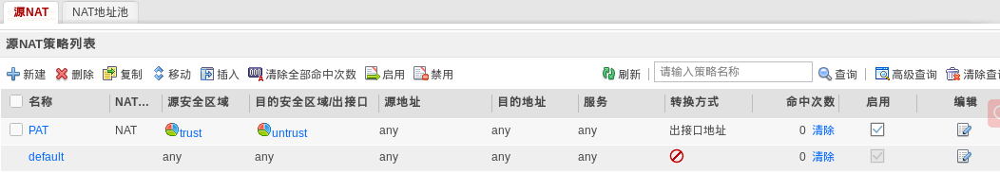 源NAT NAT地址池
源NAT策略列表
新建 删除 复制 移动 插入 清除全部命中次数 启用 禁用 刷新 请输入策略名称 查询 高级查询 清除查
名称 NAT... 源安全区域 目的安全区域/出接口 源地址 目的地址 服务 转换方式 命中次数 启用 编辑
PAT NAT trust untrust any any any 出接口地址 0 清除
default any any any any any 0 清除